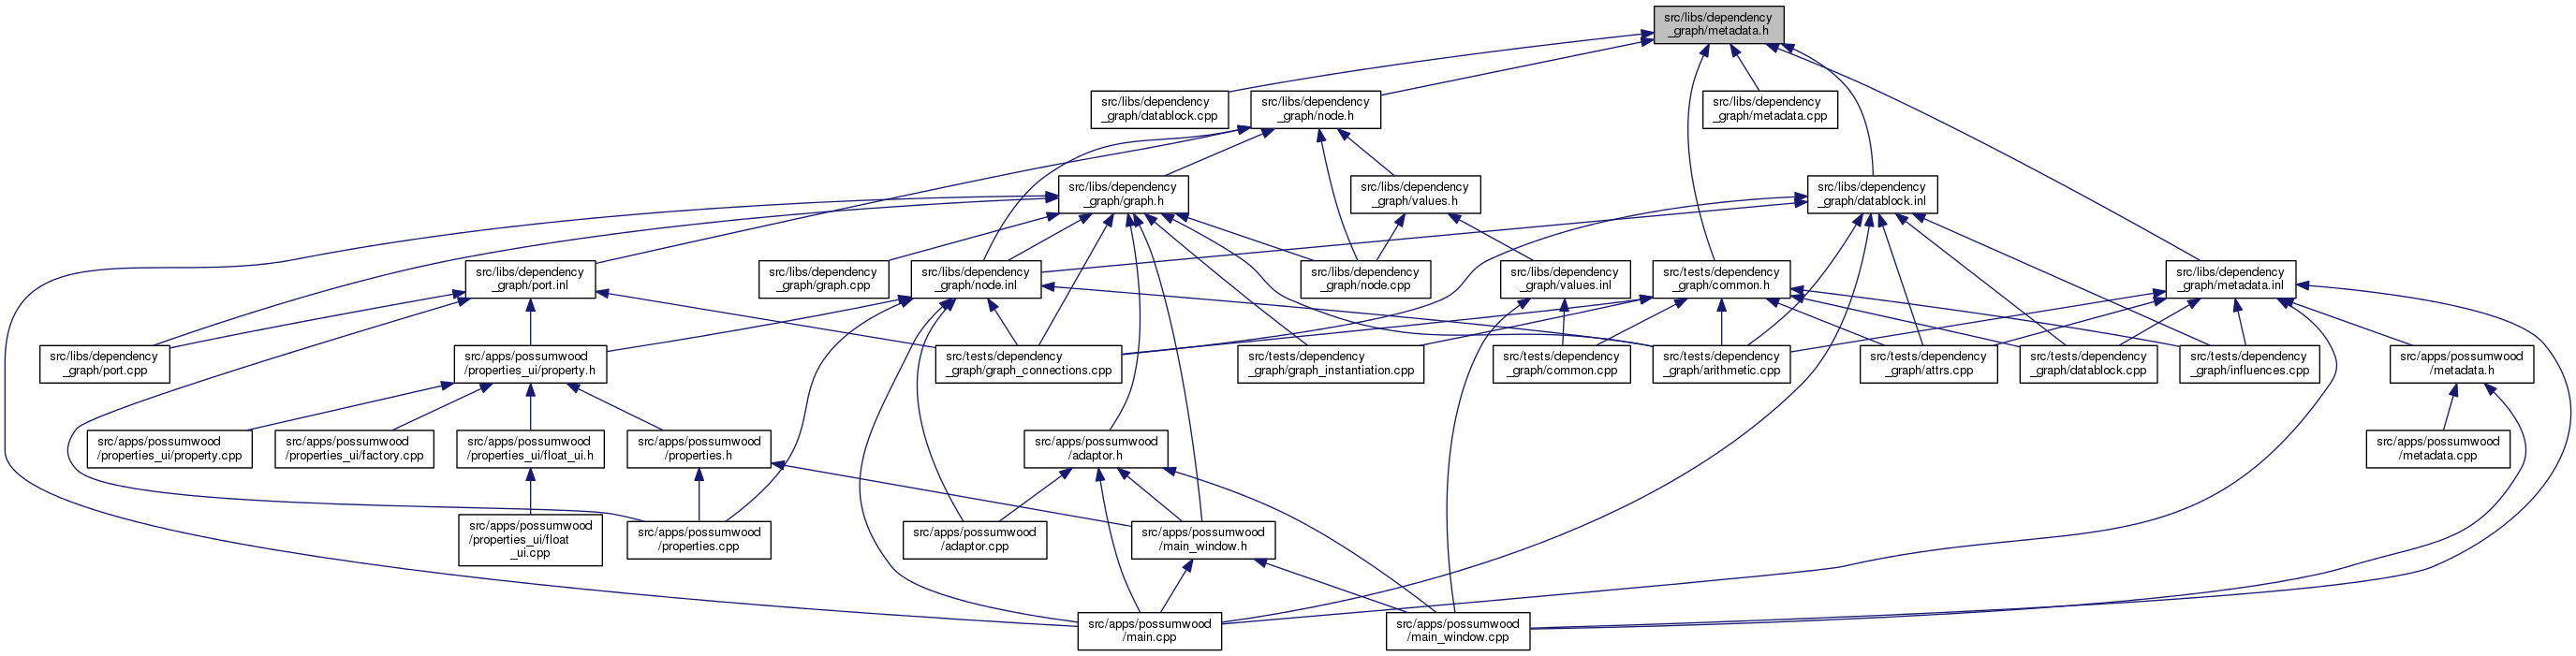 src/libs/dependency
_graph/metadata.h
src/libs/dependency
_graph/datablock.cpp
src/libs/dependency
_graph/node.h
src/libs/dependency
_graph/metadata.cpp
src/libs/dependency
_graph/graph.h
src/libs/dependency
_graph/values.h
src/libs/dependency
_graph/datablock.inl
src/libs/dependency
_graph/port.inl
src/libs/dependency
_graph/graph.cpp
src/libs/dependency
_graph/node.inl
src/libs/dependency
_graph/node.cpp
src/libs/dependency
_graph/values.inl
src/tests/dependency
_graph/common.h
src/libs/dependency
_graph/metadata.inl
src/libs/dependency
_graph/port.cpp
src/apps/possumwood
/properties_ui/property.h
src/tests/dependency
_graph/graph_connections.cpp
src/tests/dependency
_graph/graph_instantiation.cpp
src/tests/dependency
_graph/common.cpp
src/tests/dependency
_graph/arithmetic.cpp
src/tests/dependency
_graph/attrs.cpp
src/tests/dependency
_graph/datablock.cpp
src/tests/dependency
_graph/influences.cpp
src/apps/possumwood
/metadata.h
src/apps/possumwood
/properties_ui/property.cpp
src/apps/possumwood
/properties_ui/factory.cpp
src/apps/possumwood
/properties_ui/float_ui.h
src/apps/possumwood
/properties.h
src/apps/possumwood
/adaptor.h
src/apps/possumwood
/metadata.cpp
src/apps/possumwood
/properties_ui/float
_ui.cpp
src/apps/possumwood
/properties.cpp
src/apps/possumwood
/adaptor.cpp
src/apps/possumwood
/main_window.h
src/apps/possumwood
/main.cpp
src/apps/possumwood
/main_window.cpp